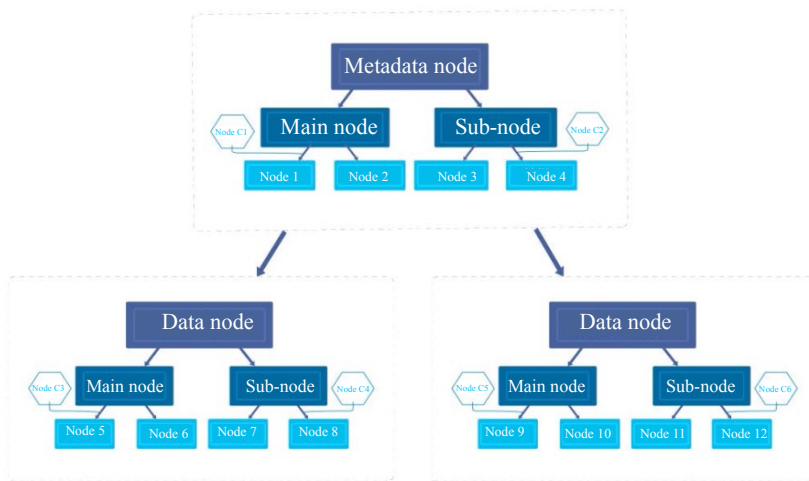 Metadata node
Node C1
Main node
Sub-node
Node C2
Node 1
Node 2
Node 3
Node 4
Data node
Data node
Node C3
Main node
Sub-node
Node C4
Node C5
Main node
Sub-node
Node C6
Node 5
Node 6
Node 7
Node 8
Node 9
Node 10
Node 11
Node 12